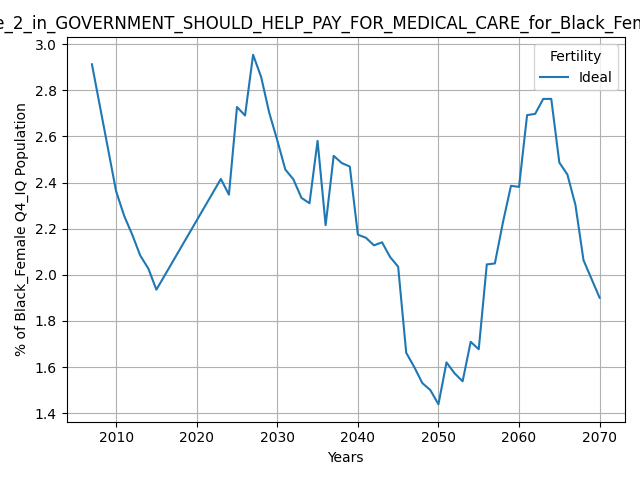 e_2_in_GOVERNMENT_SHOULD_HELP_PAY_FOR_MEDICAL_CARE_for_Black_Fem
Fertility
Ideal
% of Black_Female Q4_IQ Population
3.0
2.8
2.6
2.4
2.2
2.0
1.8
1.6
1.4
2010 2020 2030 2040 2050 2060 2070
Years